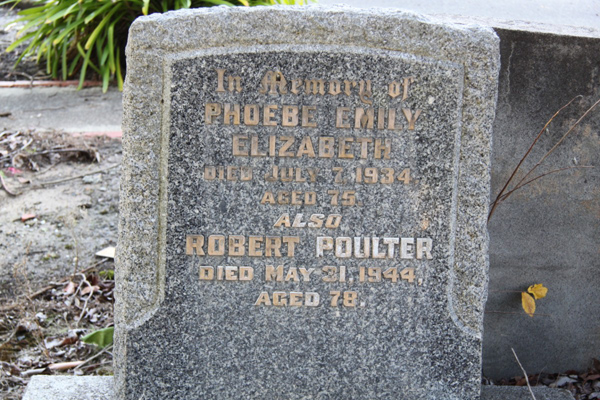 In Memory of
PHOEBE EMILY
ELIZABETH
DIED JULY 7, 1934.
AGED 75
ALSO
ROBERT POULTER
DIED MAY 31, 1944,
AGED 78.